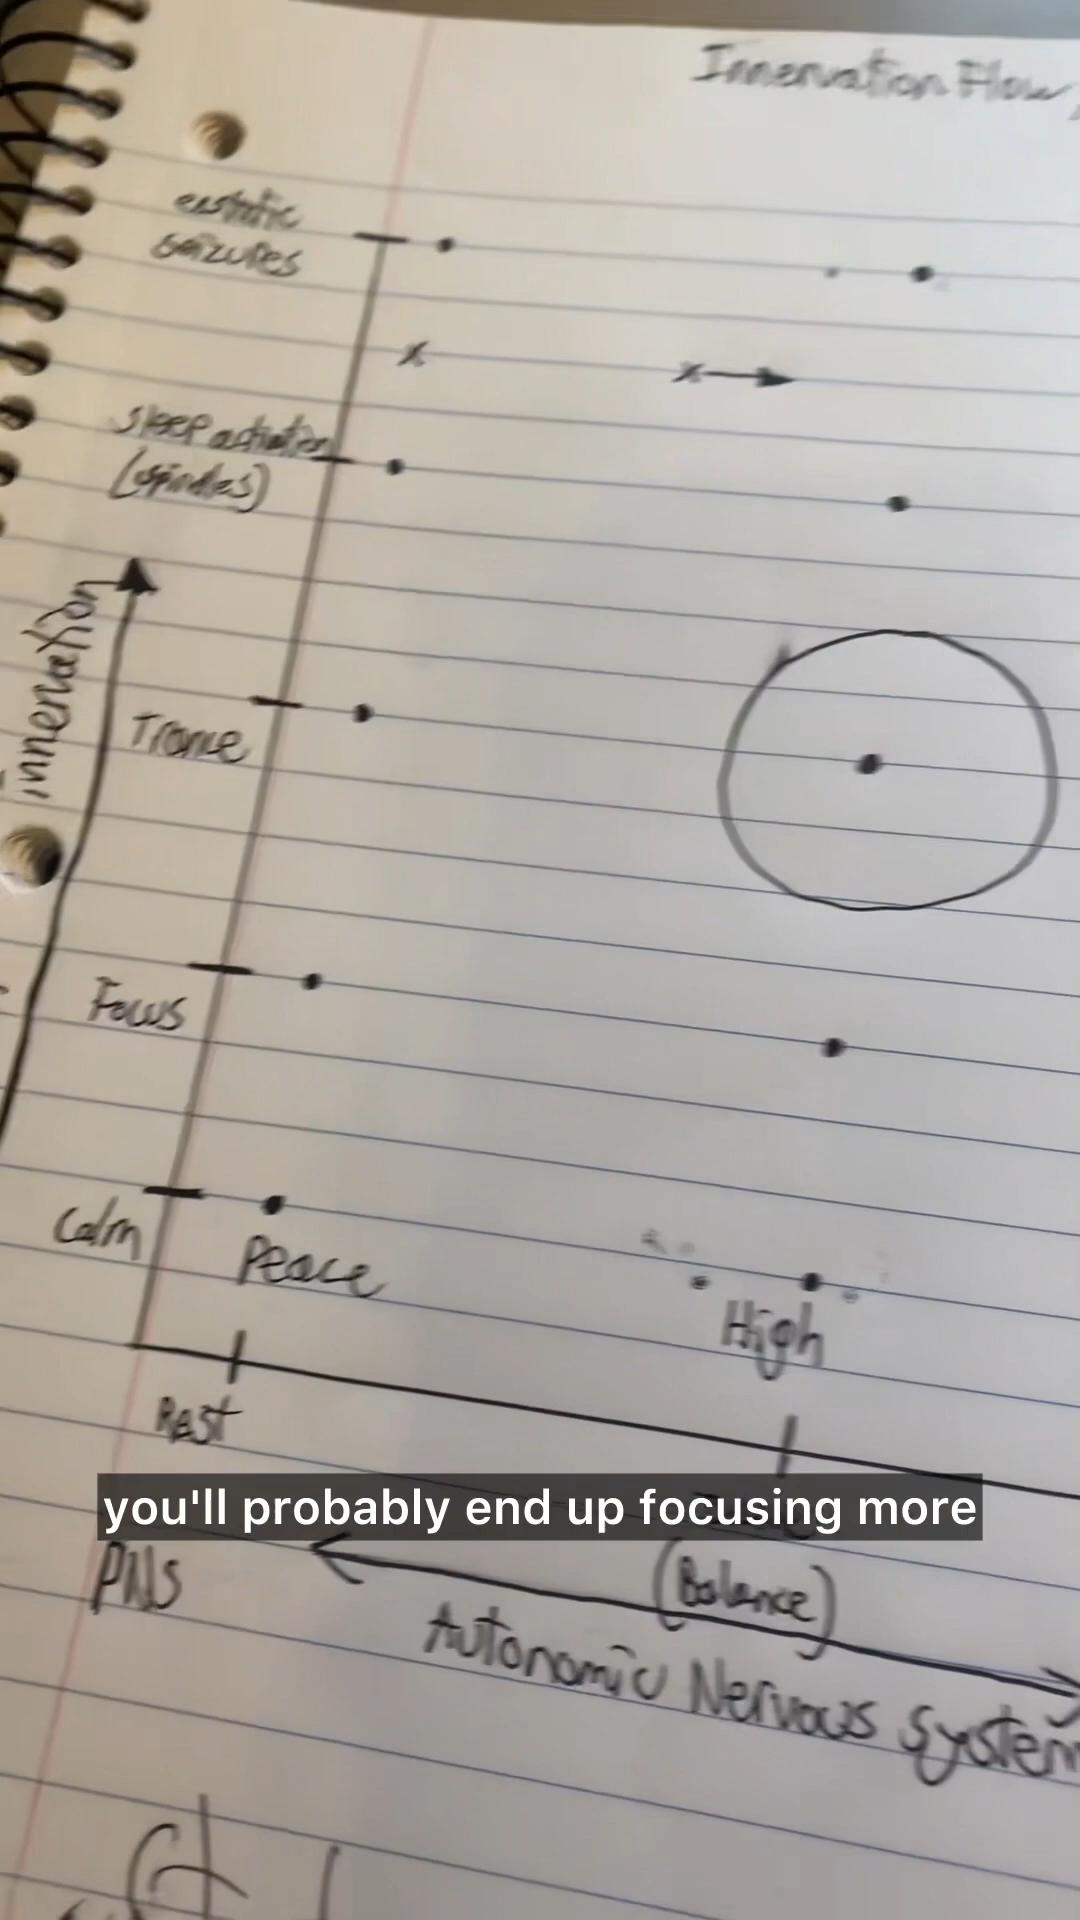 Innervation Flow
ecstatic
seizures
sleep activation
(spindles)
innervation
Trance
Focus
Calm
Peace
High
Rest
you'll probably end up focusing more
PNS
(Balance)
Autonomic Nervous System